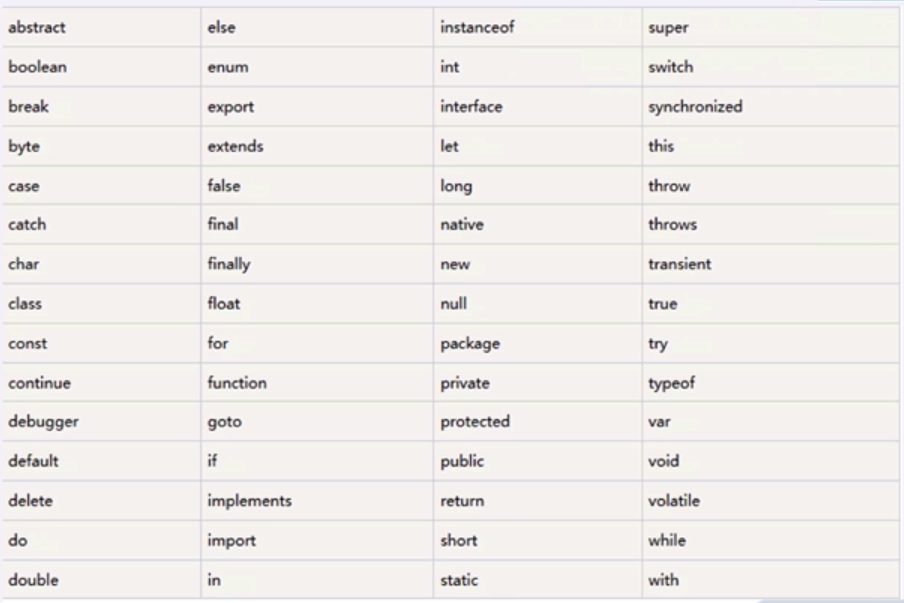 abstract else instanceof super
boolean enum int switch
break export interface synchronized
byte extends let this
case false long throw
catch final native throws
char finally new transient
class float null true
const for package try
continue function private typeof
debugger goto protected var
default if public void
delete implements return volatile
do import short while
double in static with